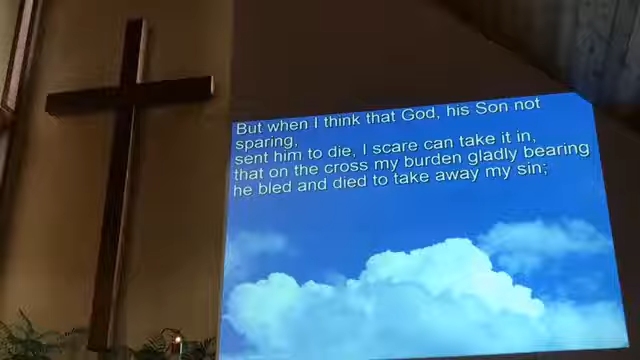 But when I think that God, his Son not
sparing,
sent him to die, I scare can take it in,
that on the cross my burden gladly bearing
he bled and died to take away my sin;